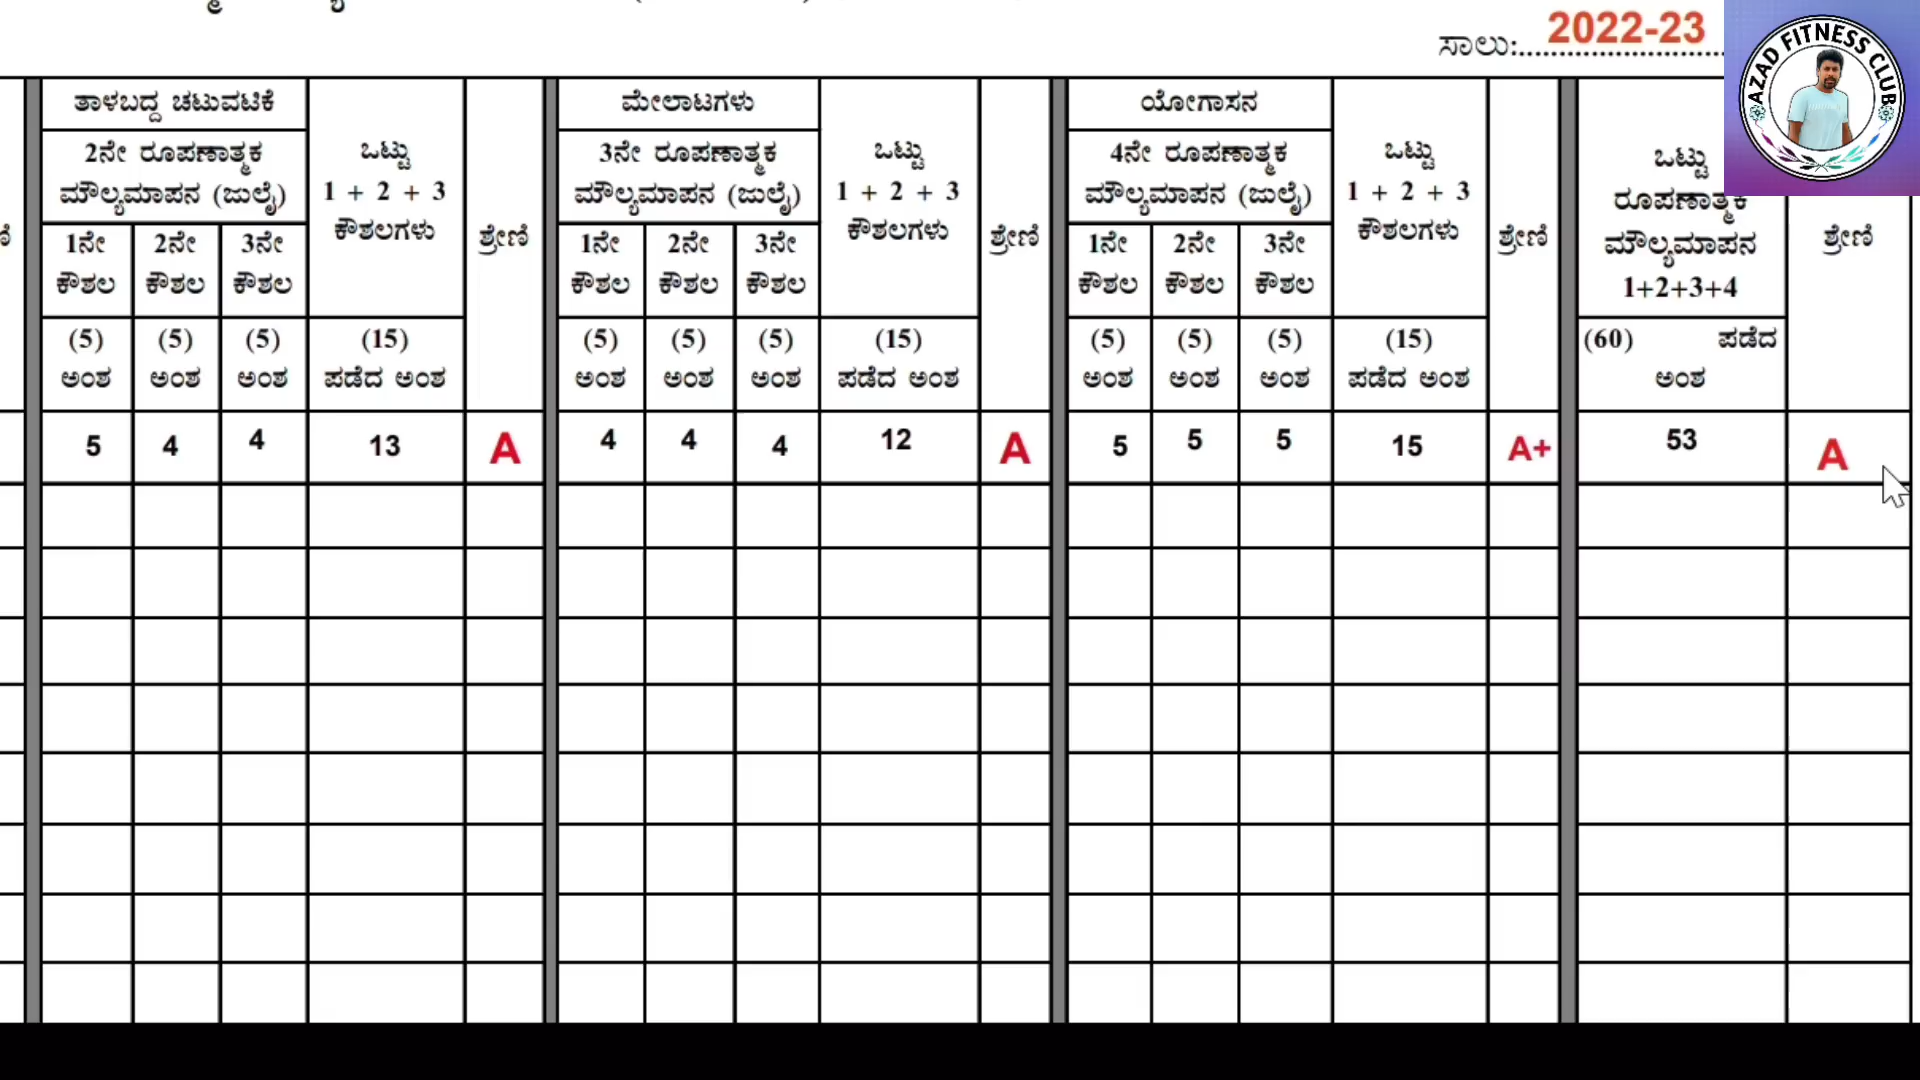 ಸಾಲು:........................ 2022-23
AZAD FITNESS CLUB
ತಾಳಬದ್ದ ಚಟುವಟಿಕೆ
2ನೇ ರೂಪಣಾತ್ಮಕ
ಮೌಲ್ಯಮಾಪನ (ಜುಲೈ)
1ನೇ ಕೌಶಲ
2ನೇ ಕೌಶಲ
3ನೇ ಕೌಶಲ
(5) ಅಂಶ
(5) ಅಂಶ
(5) ಅಂಶ
ಒಟ್ಟು
1 + 2 + 3
ಕೌಶಲಗಳು
(15)
ಪಡೆದ ಅಂಶ
ಶ್ರೇಣಿ
ಮೇಲಾಟಗಳು
3ನೇ ರೂಪಣಾತ್ಮಕ
ಮೌಲ್ಯಮಾಪನ (ಜುಲೈ)
1ನೇ ಕೌಶಲ
2ನೇ ಕೌಶಲ
3ನೇ ಕೌಶಲ
(5) ಅಂಶ
(5) ಅಂಶ
(5) ಅಂಶ
ಒಟ್ಟು
1 + 2 + 3
ಕೌಶಲಗಳು
(15)
ಪಡೆದ ಅಂಶ
ಶ್ರೇಣಿ
ಯೋಗಾಸನ
4ನೇ ರೂಪಣಾತ್ಮಕ
ಮೌಲ್ಯಮಾಪನ (ಜುಲೈ)
1ನೇ ಕೌಶಲ
2ನೇ ಕೌಶಲ
3ನೇ ಕೌಶಲ
(5) ಅಂಶ
(5) ಅಂಶ
(5) ಅಂಶ
ಒಟ್ಟು
1 + 2 + 3
ಕೌಶಲಗಳು
(15)
ಪಡೆದ ಅಂಶ
ಶ್ರೇಣಿ
ಒಟ್ಟು
ರೂಪಣಾತ್ಮಕ
ಮೌಲ್ಯಮಾಪನ
1+2+3+4
(60) ಪಡೆದ
ಅಂಶ
ಶ್ರೇಣಿ
5 4 4 13 A 4 4 4 12 A 5 5 5 15 A+ 53 A